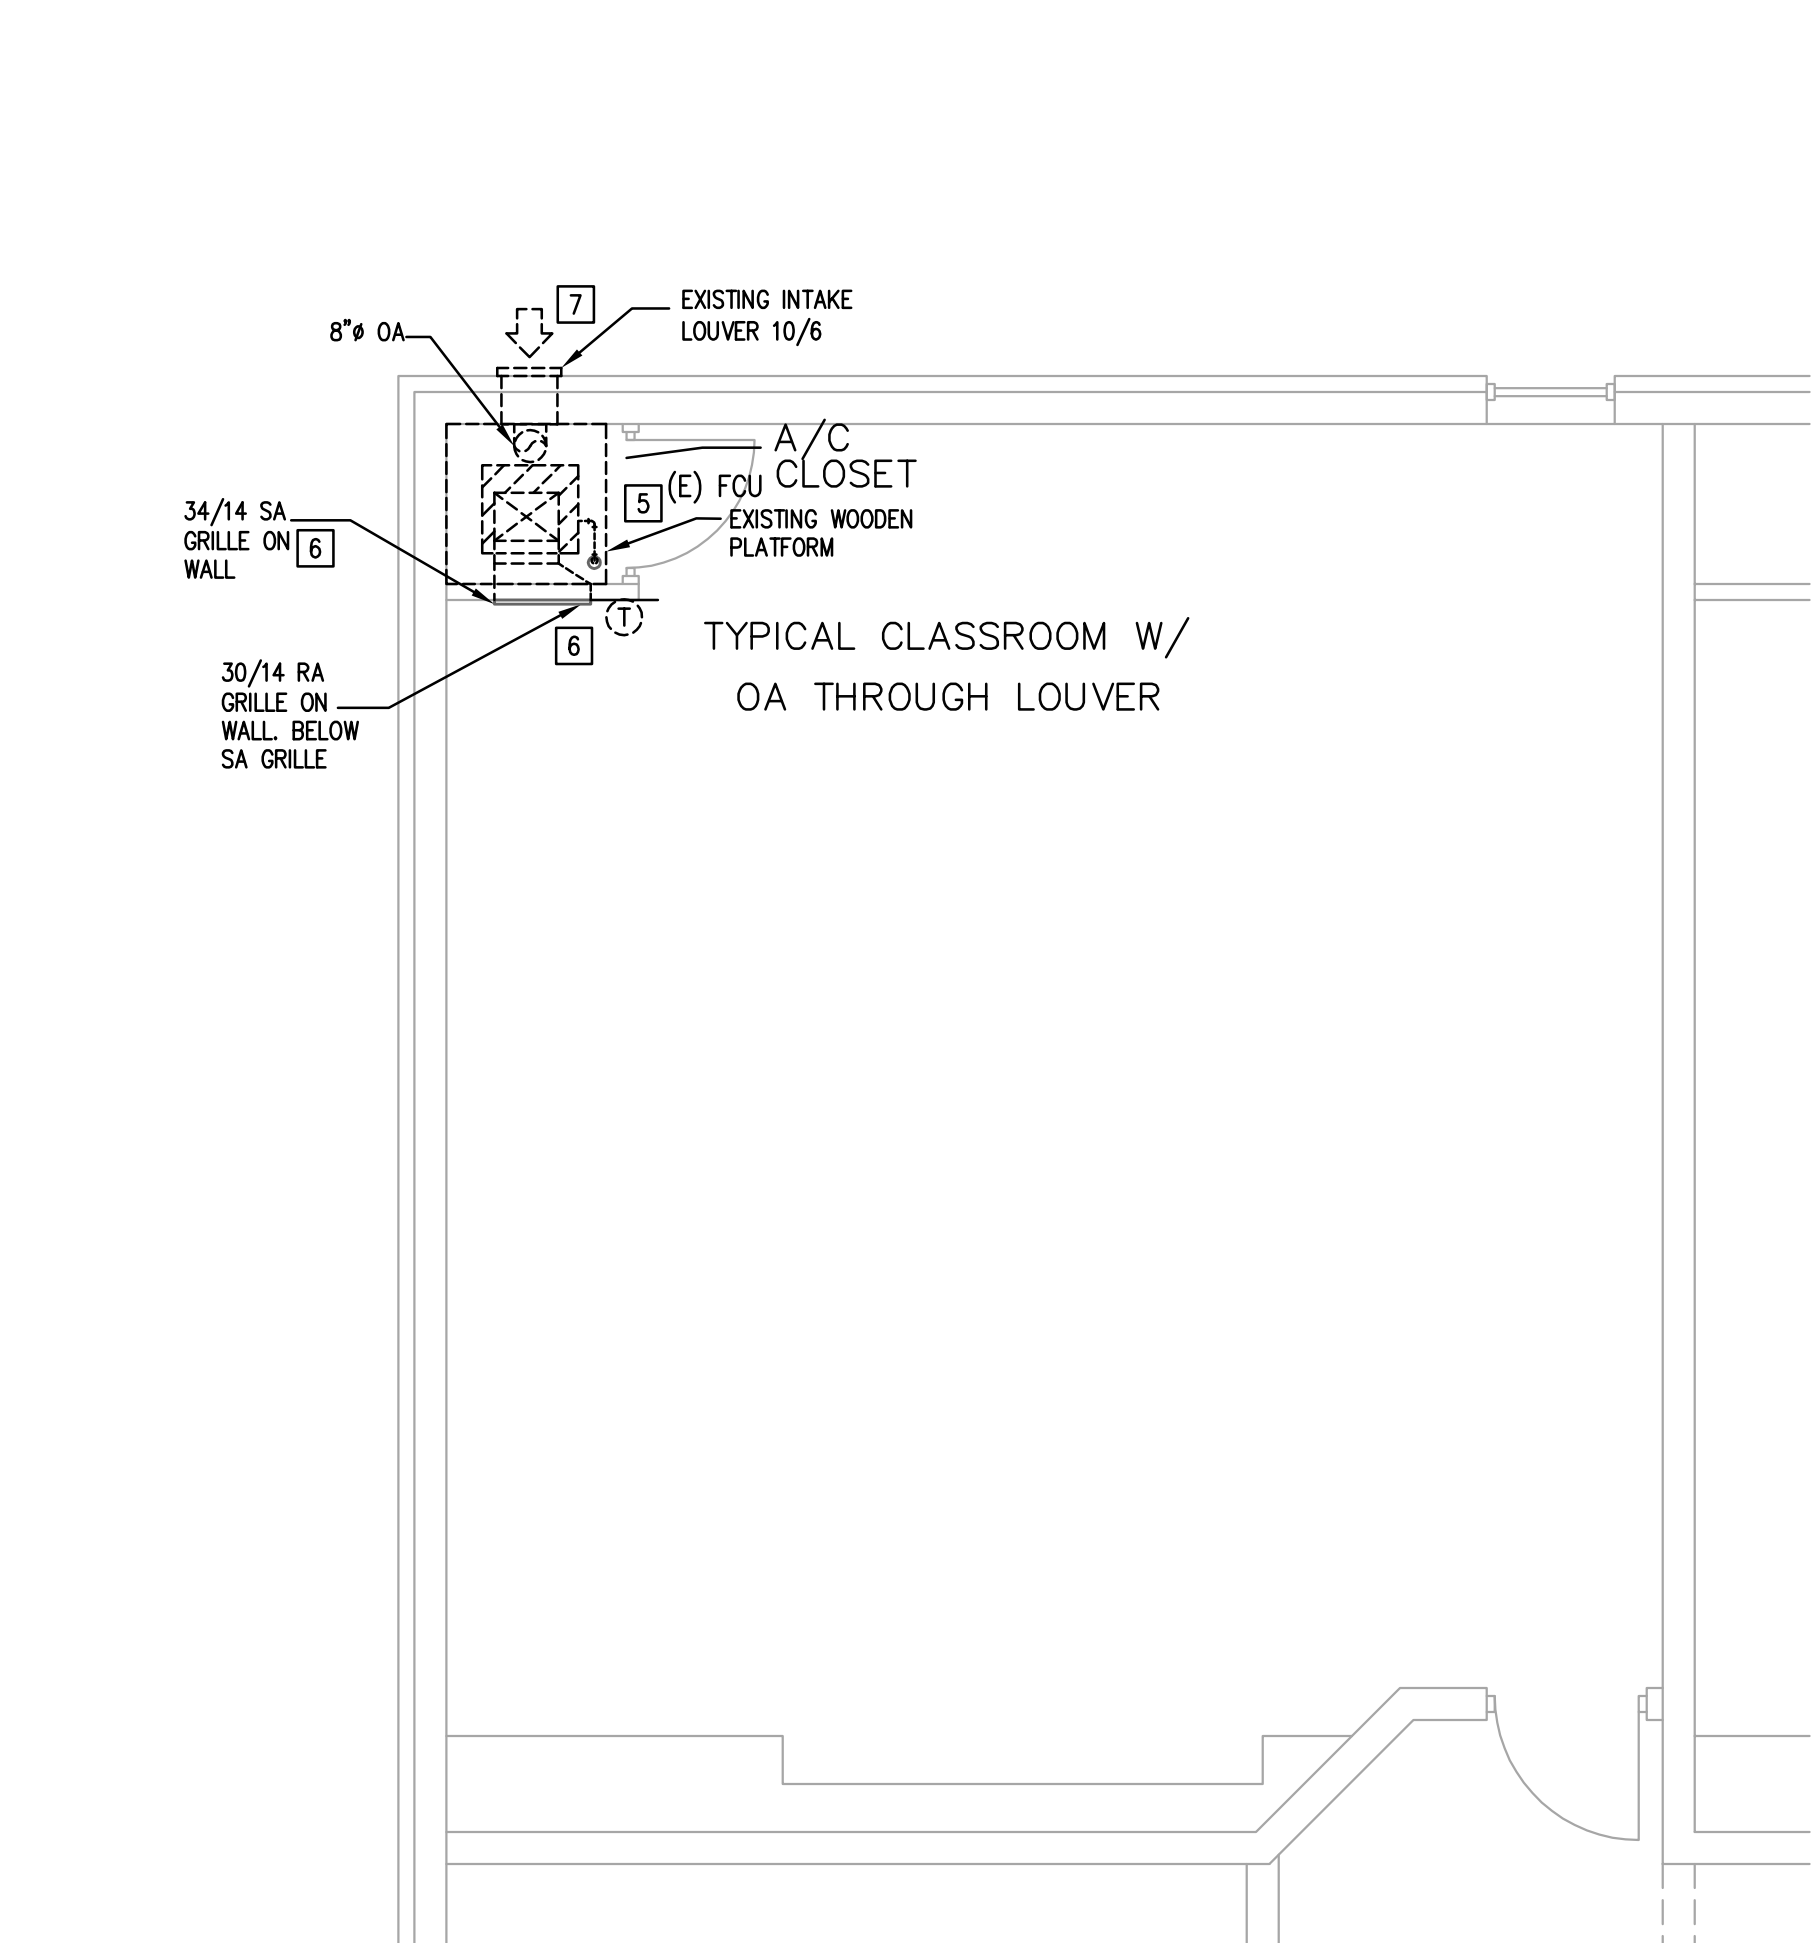 7
EXISTING INTAKE
LOUVER 10/6
8"ø OA
A/C
CLOSET
(E) FCU
5
EXISTING WOODEN
PLATFORM
34/14 SA
GRILLE ON
WALL
6
T
6
TYPICAL CLASSROOM W/
OA THROUGH LOUVER
30/14 RA
GRILLE ON
WALL. BELOW
SA GRILLE